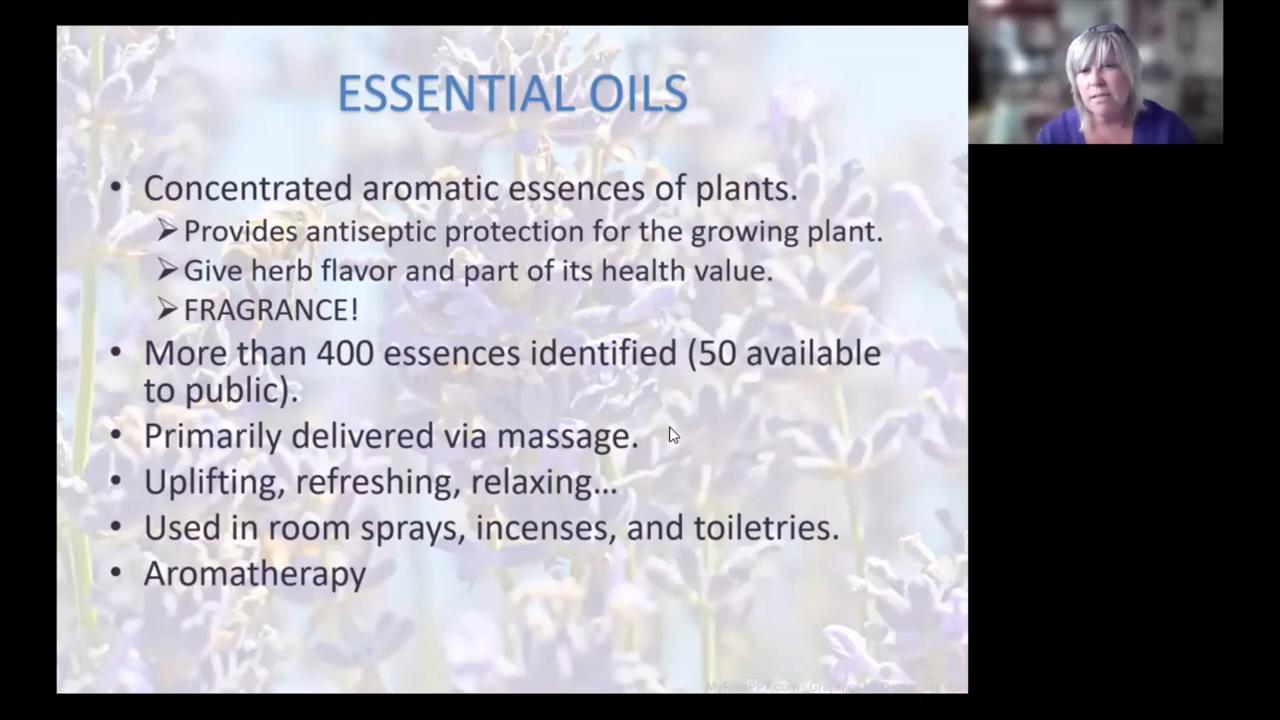 ESSENTIAL OILS
• Concentrated aromatic essences of plants.
➢ Provides antiseptic protection for the growing plant.
➢ Give herb flavor and part of its health value.
➢ FRAGRANCE!
• More than 400 essences identified (50 available
to public).
• Primarily delivered via massage.
• Uplifting, refreshing, relaxing…
• Used in room sprays, incenses, and toiletries.
• Aromatherapy